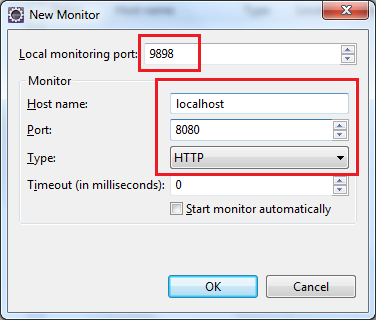 New Monitor
Local monitoring port: 9898
Monitor
Host name: localhost
Port: 8080
Type: HTTP
Timeout (in milliseconds): 0
Start monitor automatically
OK Cancel